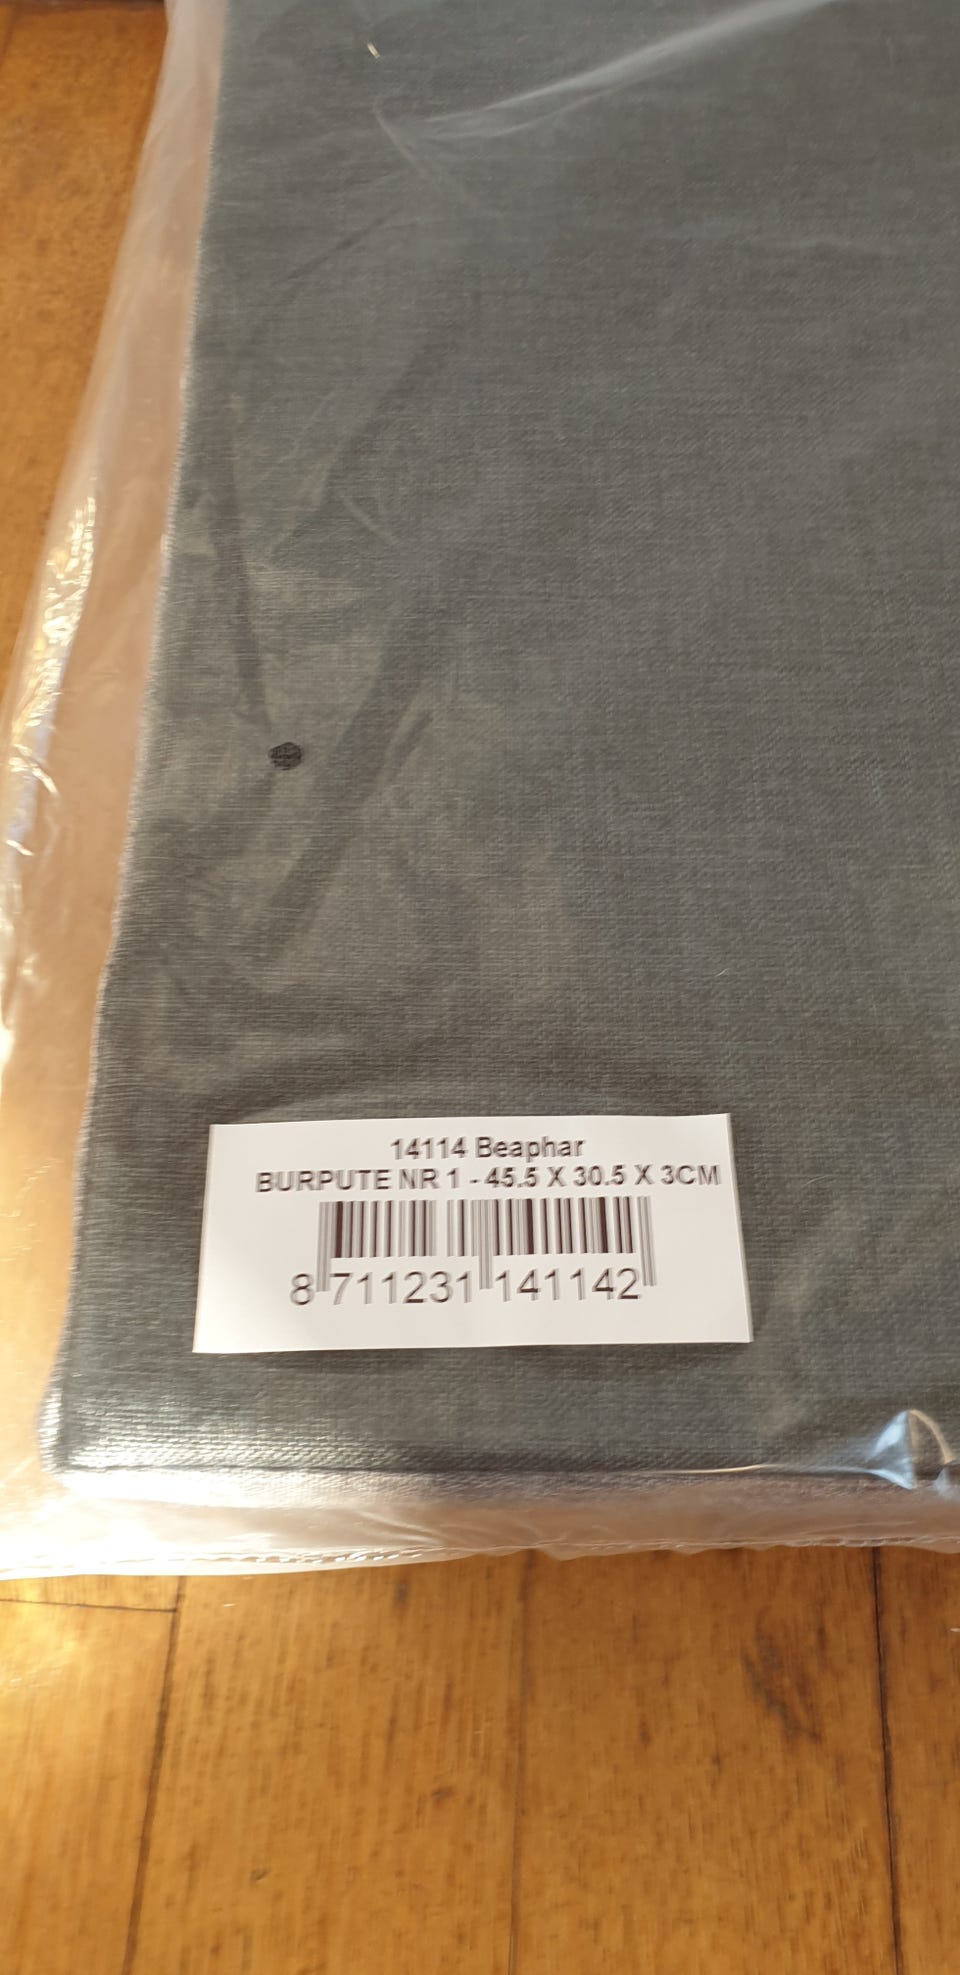 14114 Beaphar
BURPUTE NR 1 - 45.5 X 30.5 X 3CM
8 711231 141142